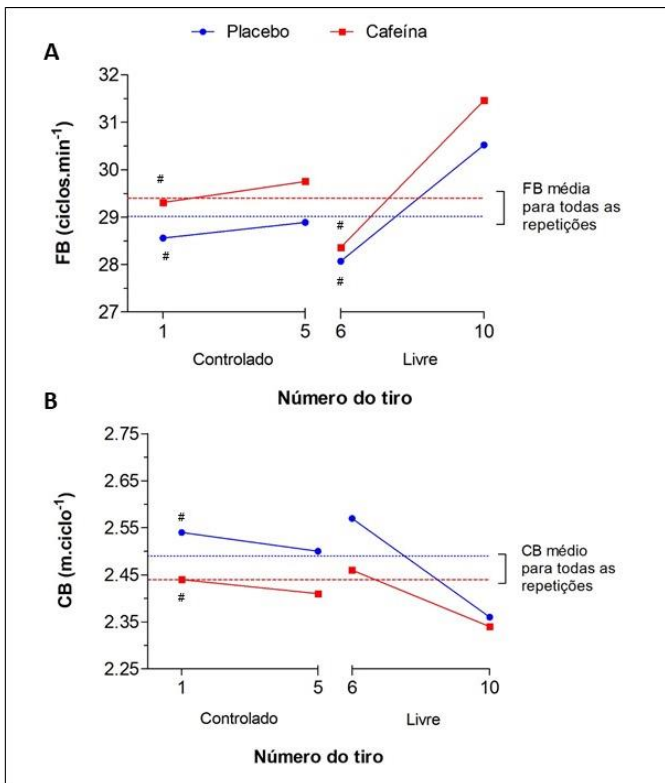 Placebo Cafeína
A
FB (ciclos.min-1)
32
31
30
29
28
27
#
#
#
#
FB média
para todas as
repetições
1 5 6 10
Controlado Livre
Número do tiro
B
CB (m.ciclo-1)
2.75
2.65
2.55
2.45
2.35
2.25
#
#
CB médio
para todas as
repetições
1 5 6 10
Controlado Livre
Número do tiro